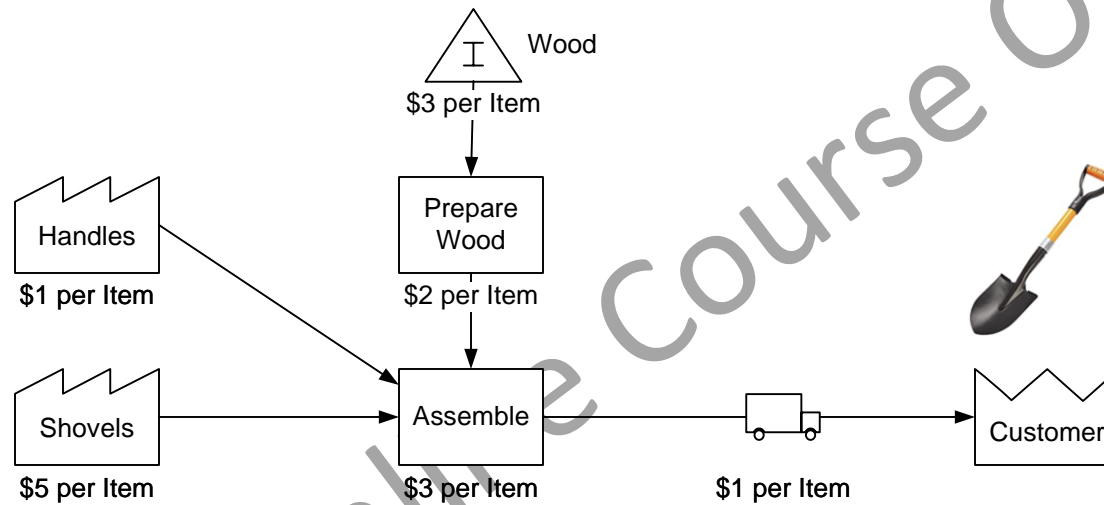 I
Wood
$3 per Item
Handles
$1 per Item
Prepare
Wood
$2 per Item
Shovels
$5 per Item
Assemble
$3 per Item
$1 per Item
Customer
Course O